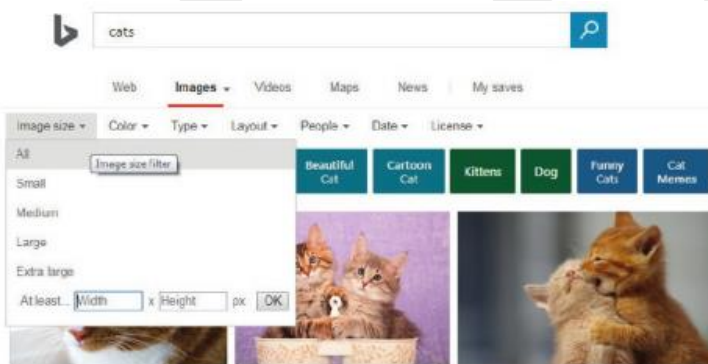 cats
Web Images Videos Maps News My saves
Image size Color Type Layout People Date License
All
Image size filter
Small
Medium
Large
Extra large
At least... Width x Height px OK
Beautiful Cat
Cartoon Cat
Kittens
Dog
Funny Cats
Cat Memes